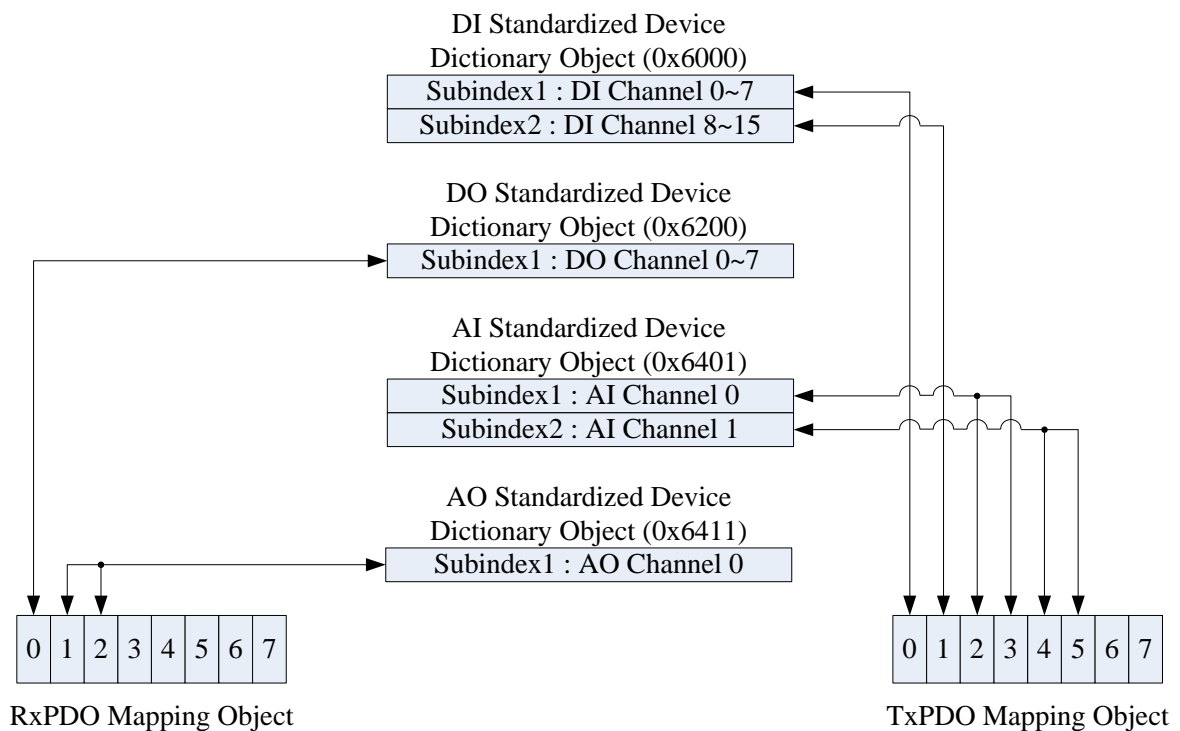 DI Standardized Device
Dictionary Object (0x6000)
Subindex1 : DI Channel 0~7
Subindex2 : DI Channel 8~15
DO Standardized Device
Dictionary Object (0x6200)
Subindex1 : DO Channel 0~7
AI Standardized Device
Dictionary Object (0x6401)
Subindex1 : AI Channel 0
Subindex2 : AI Channel 1
AO Standardized Device
Dictionary Object (0x6411)
Subindex1 : AO Channel 0
0 1 2 3 4 5 6 7
RxPDO Mapping Object
0 1 2 3 4 5 6 7
TxPDO Mapping Object